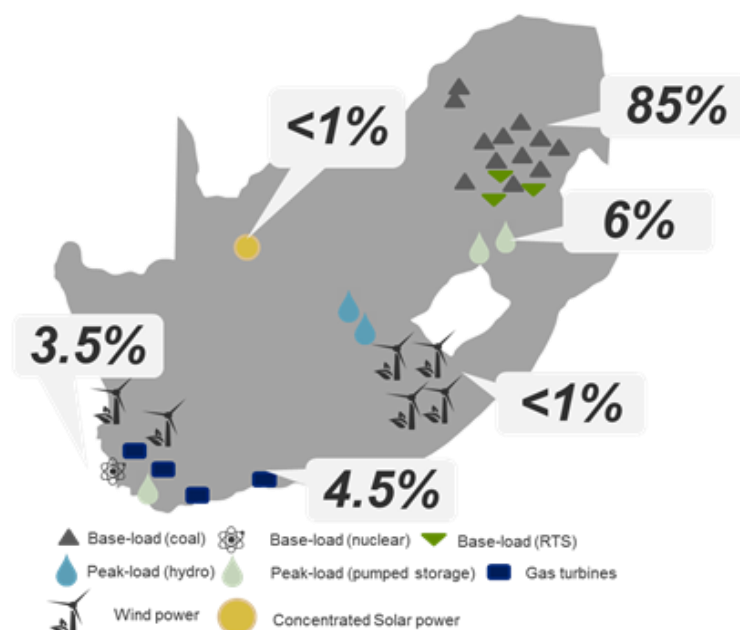 <1%
85%
6%
3.5%
<1%
4.5%
Base-load (coal)
Base-load (nuclear)
Base-load (RTS)
Peak-load (hydro)
Peak-load (pumped storage)
Gas turbines
Wind power
Concentrated Solar power